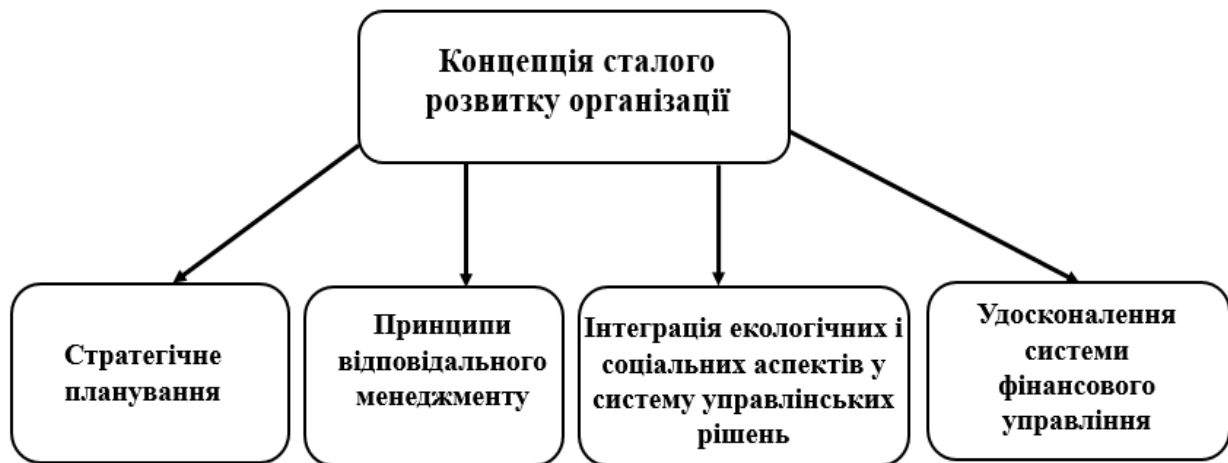 Концепція сталого
розвитку організації
Стратегічне
планування
Принципи
відповідального
менеджменту
Інтеграція екологічних і
соціальних аспектів у
систему управлінських
рішень
Удосконалення
системи
фінансового
управління